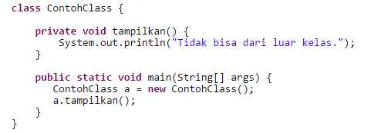 class ContohClass {
private void tampilkan() {
System.out.println("Tidak bisa dari luar kelas.");
}
public static void main(String[] args) {
ContohClass a = new ContohClass();
a.tampilkan();
}
}